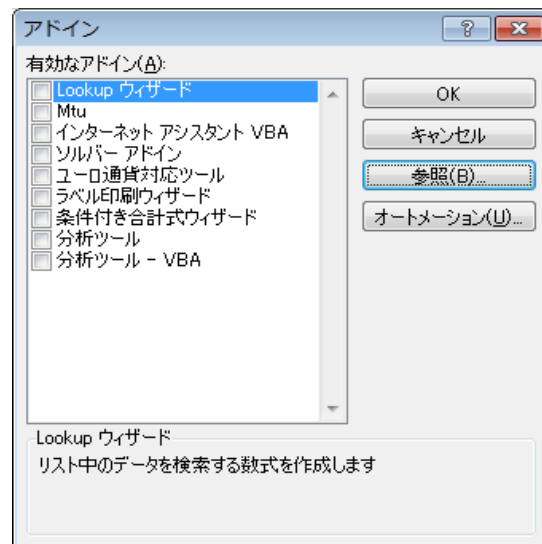 アドイン
有効なアドイン(A):
Lookup ウィザード
Mtu
インターネット アシスタント VBA
ソルバー アドイン
ユーロ通貨対応ツール
ラベル印刷ウィザード
条件付き合計式ウィザード
分析ツール
分析ツール - VBA
OK
キャンセル
参照(B)...
オートメーション(U)...
Lookup ウィザード
リスト中のデータを検索する数式を作成します